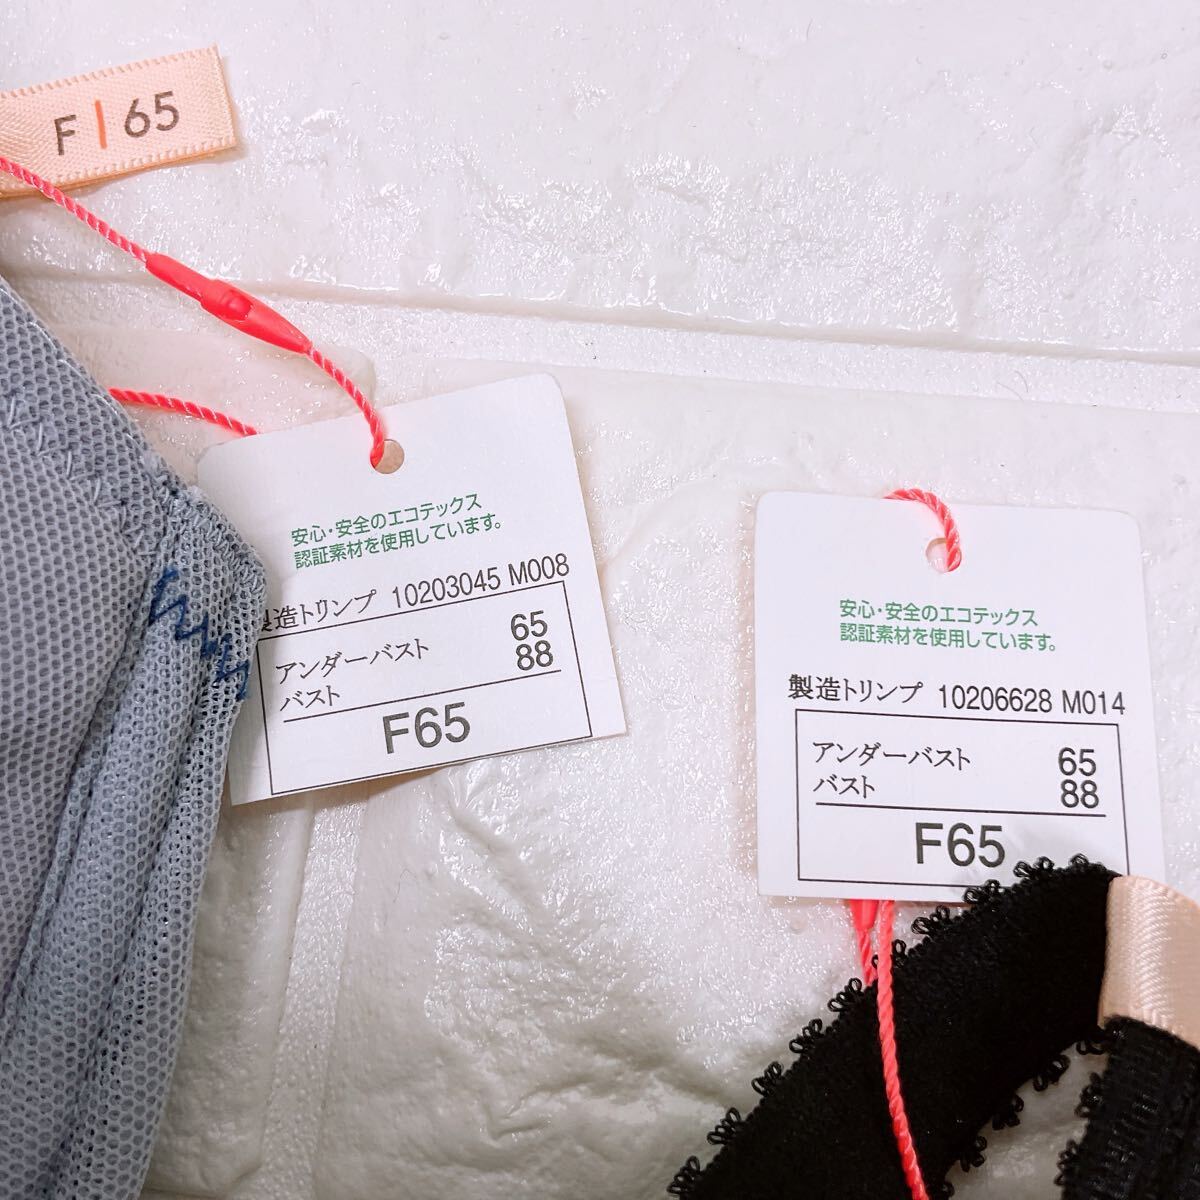 F | 65
安心・安全のエコテックス
認証素材を使用しています。
製造トリンプ 10203045 M008
アンダーバスト 65
バスト 88
F65
安心・安全のエコテックス
認証素材を使用しています。
製造トリンプ 10206628 M014
アンダーバスト 65
バスト 88
F65